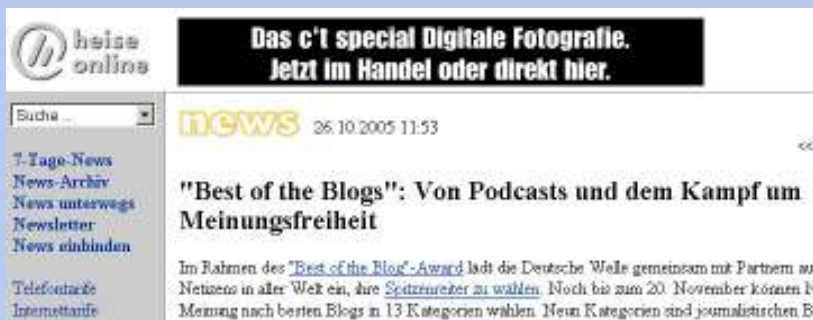 heise
online
Das c't special Digitale Fotografie.
Jetzt im Handel oder direkt hier.
Suche ...
7-Tage-News
News-Archiv
News unterwegs
Newsletter
News einbinden
Telefontarife
Internettarife
news 26.10.2005 11:53
<<
"Best of the Blogs": Von Podcasts und dem Kampf um
Meinungsfreiheit
Im Rahmen des "Best of the Blog"-Award lädt die Deutsche Welle gemeinsam mit Partnern
Netizens in aller Welt ein, ihre Spitzenreiter zu wählen. Noch bis zum 20. November können
Meinung nach besten Blogs in 13 Kategorien wählen. Neun Kategorien sind journalistischen